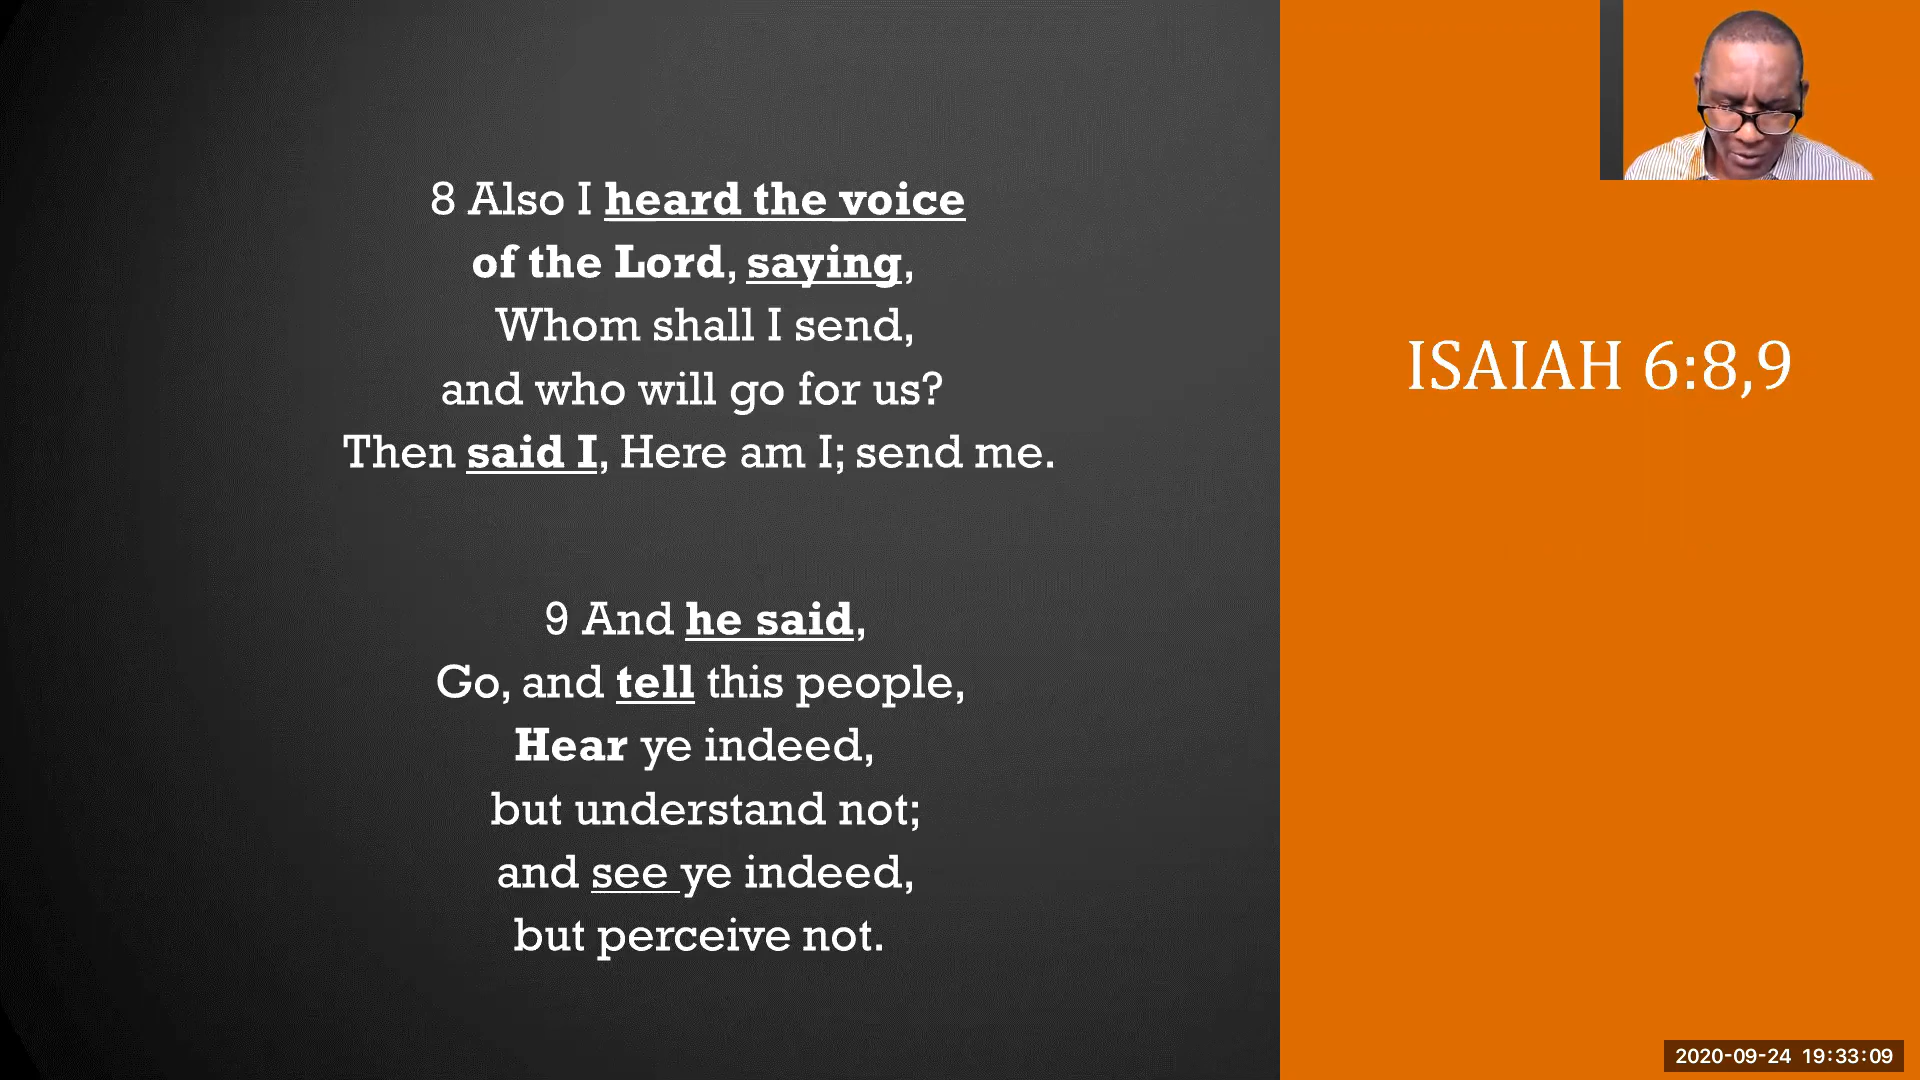 8 Also I heard the voice
of the Lord, saying,
Whom shall I send,
and who will go for us?
Then said I, Here am I; send me.
9 And he said,
Go, and tell this people,
Hear ye indeed,
but understand not;
and see ye indeed,
but perceive not.
ISAIAH 6:8,9
2020-09-24 19:33:09